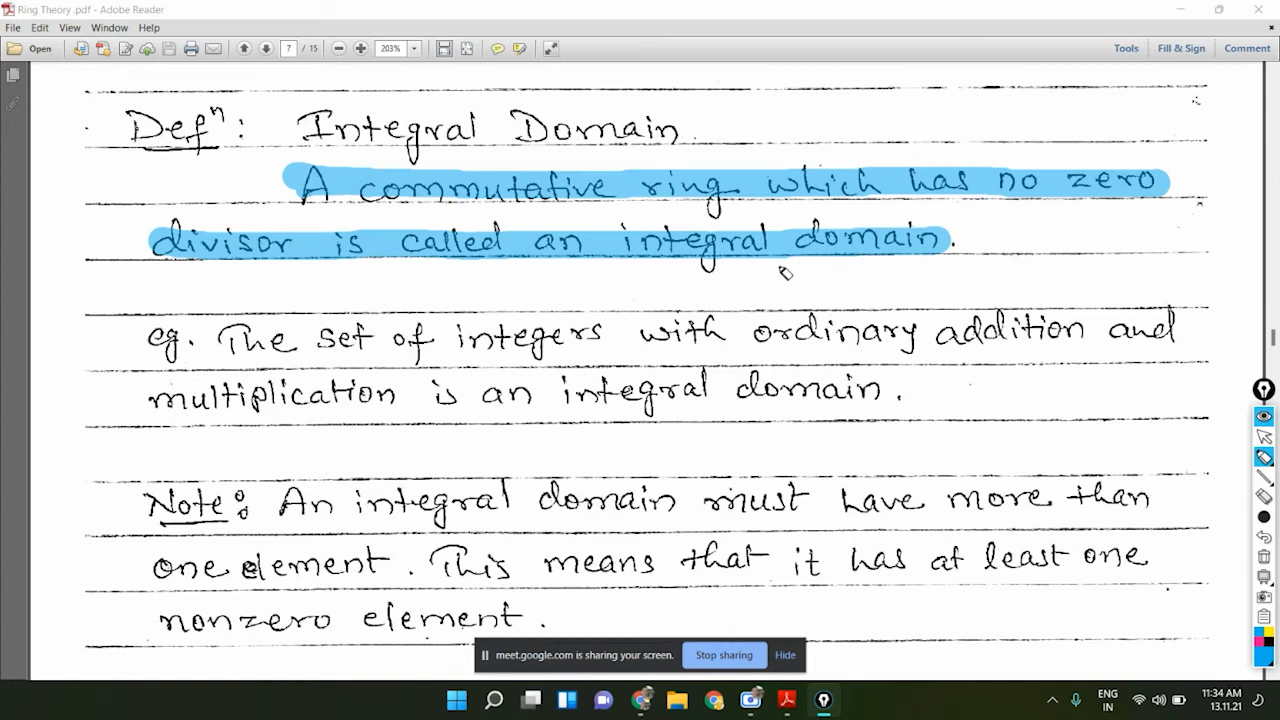 Ring Theory .pdf - Adobe Reader
File Edit View Window Help
Open 7 / 15 203% Tools Fill & Sign Comment
Defn: Integral Domain
A commutative ring which has no zero
divisor is called an integral domain.
eg. The set of integers with ordinary addition and
multiplication is an integral domain.
Note: An integral domain must have more than
one element. This means that it has at least one
nonzero element.
meet.google.com is sharing your screen. Stop sharing Hide
ENG 11:34 AM
IN 13.11.21